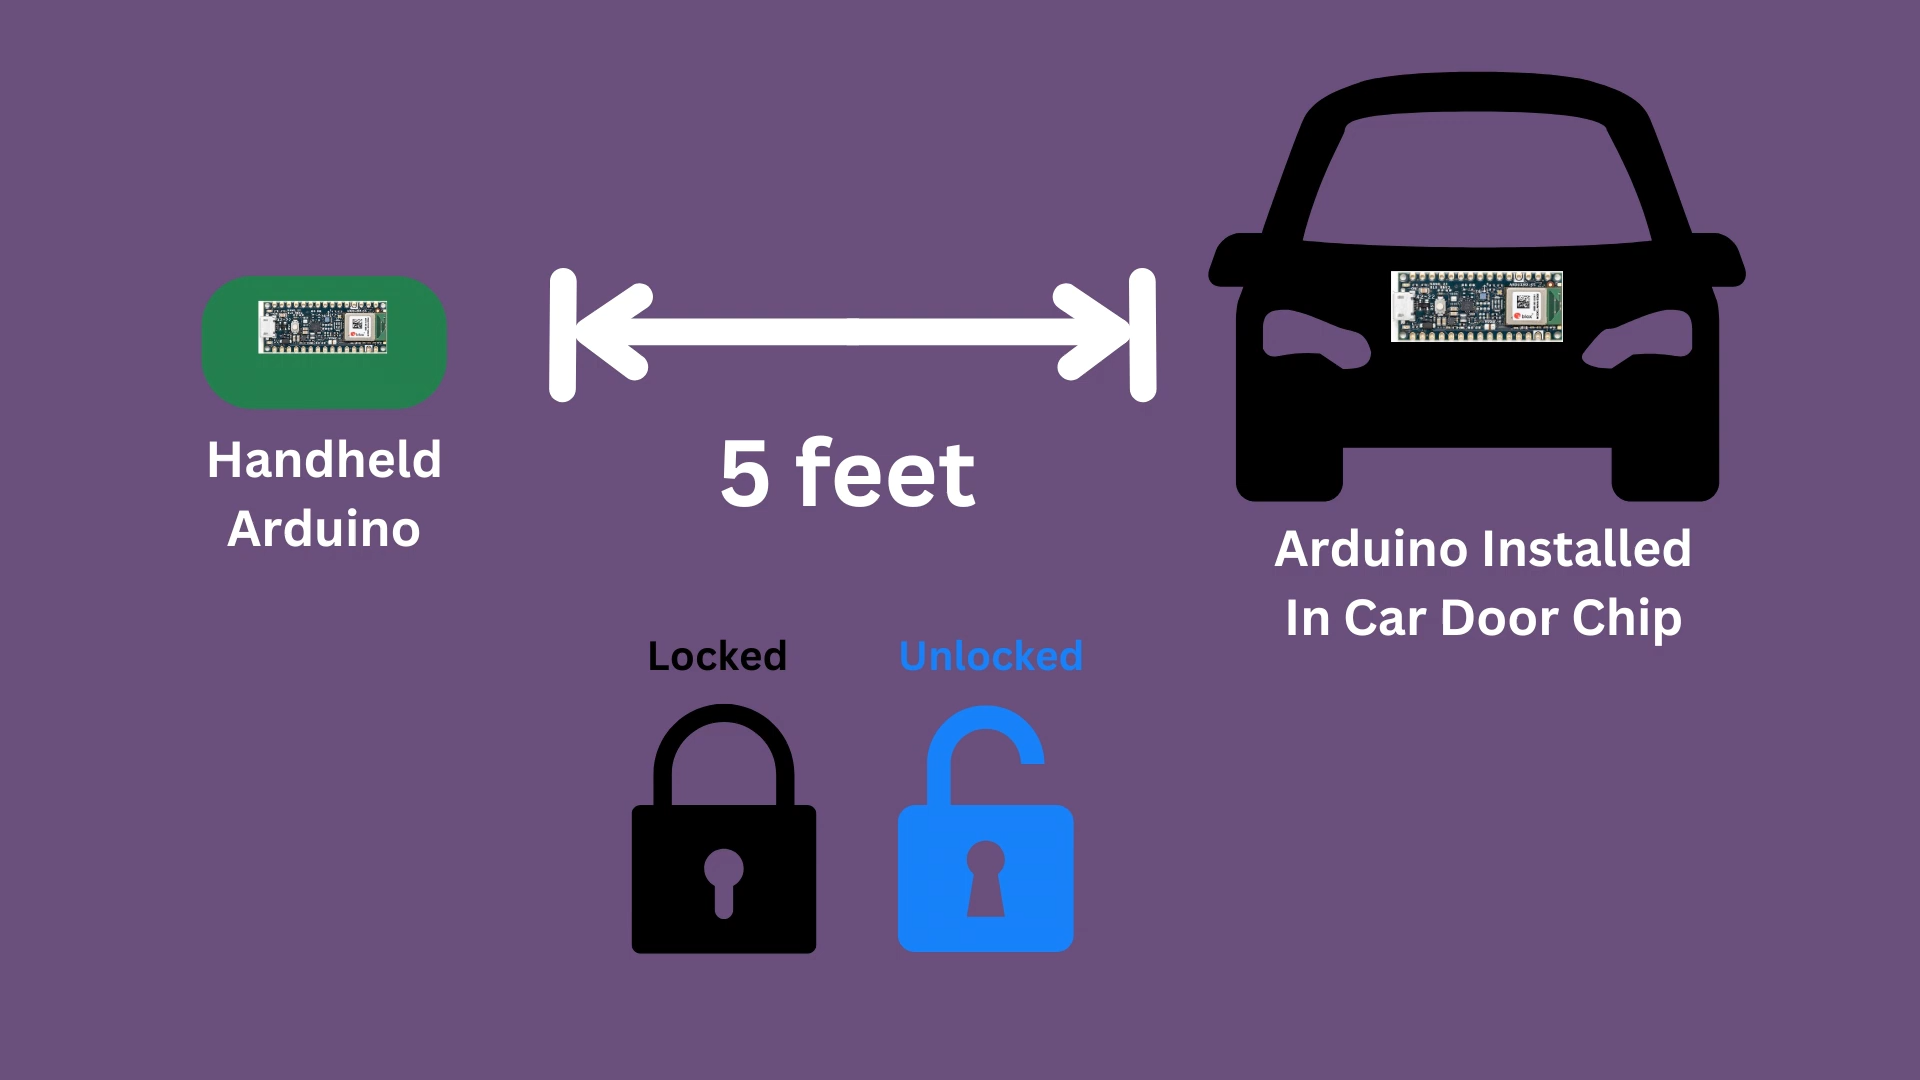 Handheld
Arduino
5 feet
Arduino Installed
In Car Door Chip
Locked
Unlocked